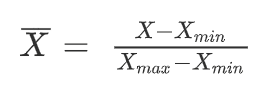 X̅ = (X−X_min)/(X_max−X_min)